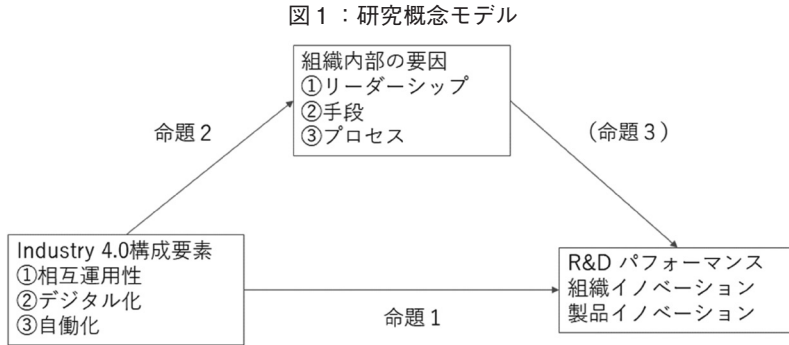 図1：研究概念モデル
組織内部の要因
①リーダーシップ
②手段
③プロセス
命題2
（命題3）
Industry 4.0構成要素
①相互運用性
②デジタル化
③自働化
命題1
R&D パフォーマンス
組織イノベーション
製品イノベーション